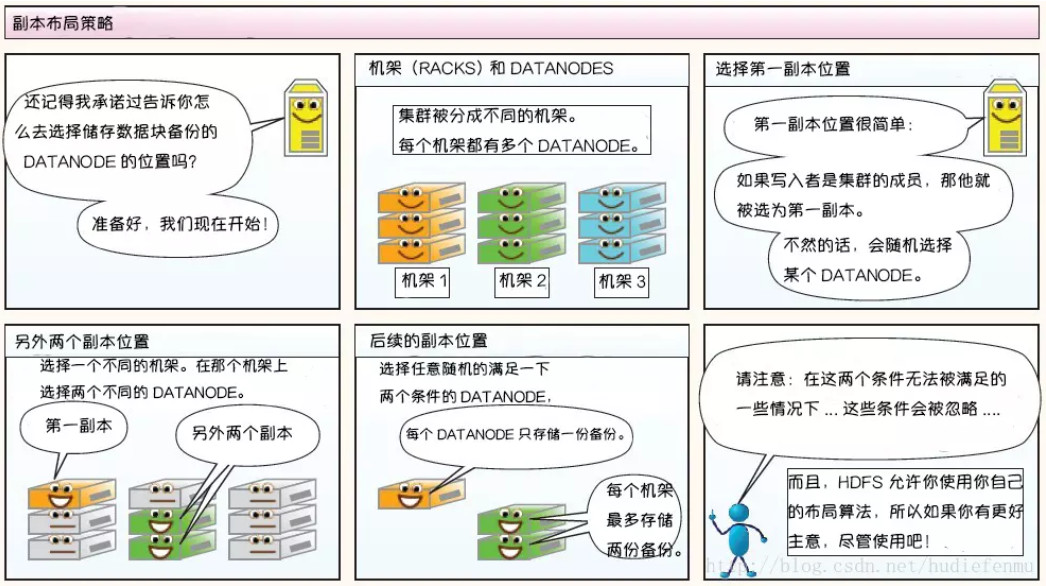 副本布局策略
还记得我承诺过告诉你怎
么去选择储存数据块备份的
DATANODE 的位置吗?
准备好，我们现在开始!
机架（RACKS）和 DATANODES
集群被分成不同的机架。
每个机架都有多个 DATANODE。
机架 1
机架 2
机架 3
选择第一副本位置
第一副本位置很简单：
如果写入者是集群的成员，那他就
被选为第一副本。
不然的话，会随机选择
某个 DATANODE。
另外两个副本位置
选择一个不同的机架。在那个机架上
选择两个不同的 DATANODE。
第一副本
另外两个副本
后续的副本位置
选择任意随机的满足一下
两个条件的 DATANODE，
每个 DATANODE 只存储一份备份。
每个机架
最多存储
两份备份。
请注意：在这两个条件无法被满足的
一些情况下 ... 这些条件会被忽略 ....
而且，HDFS 允许你使用你自己
的布局算法，所以如果你有更好
主意，尽管使用吧!
http://blog.csdn.net/hudiefenmu